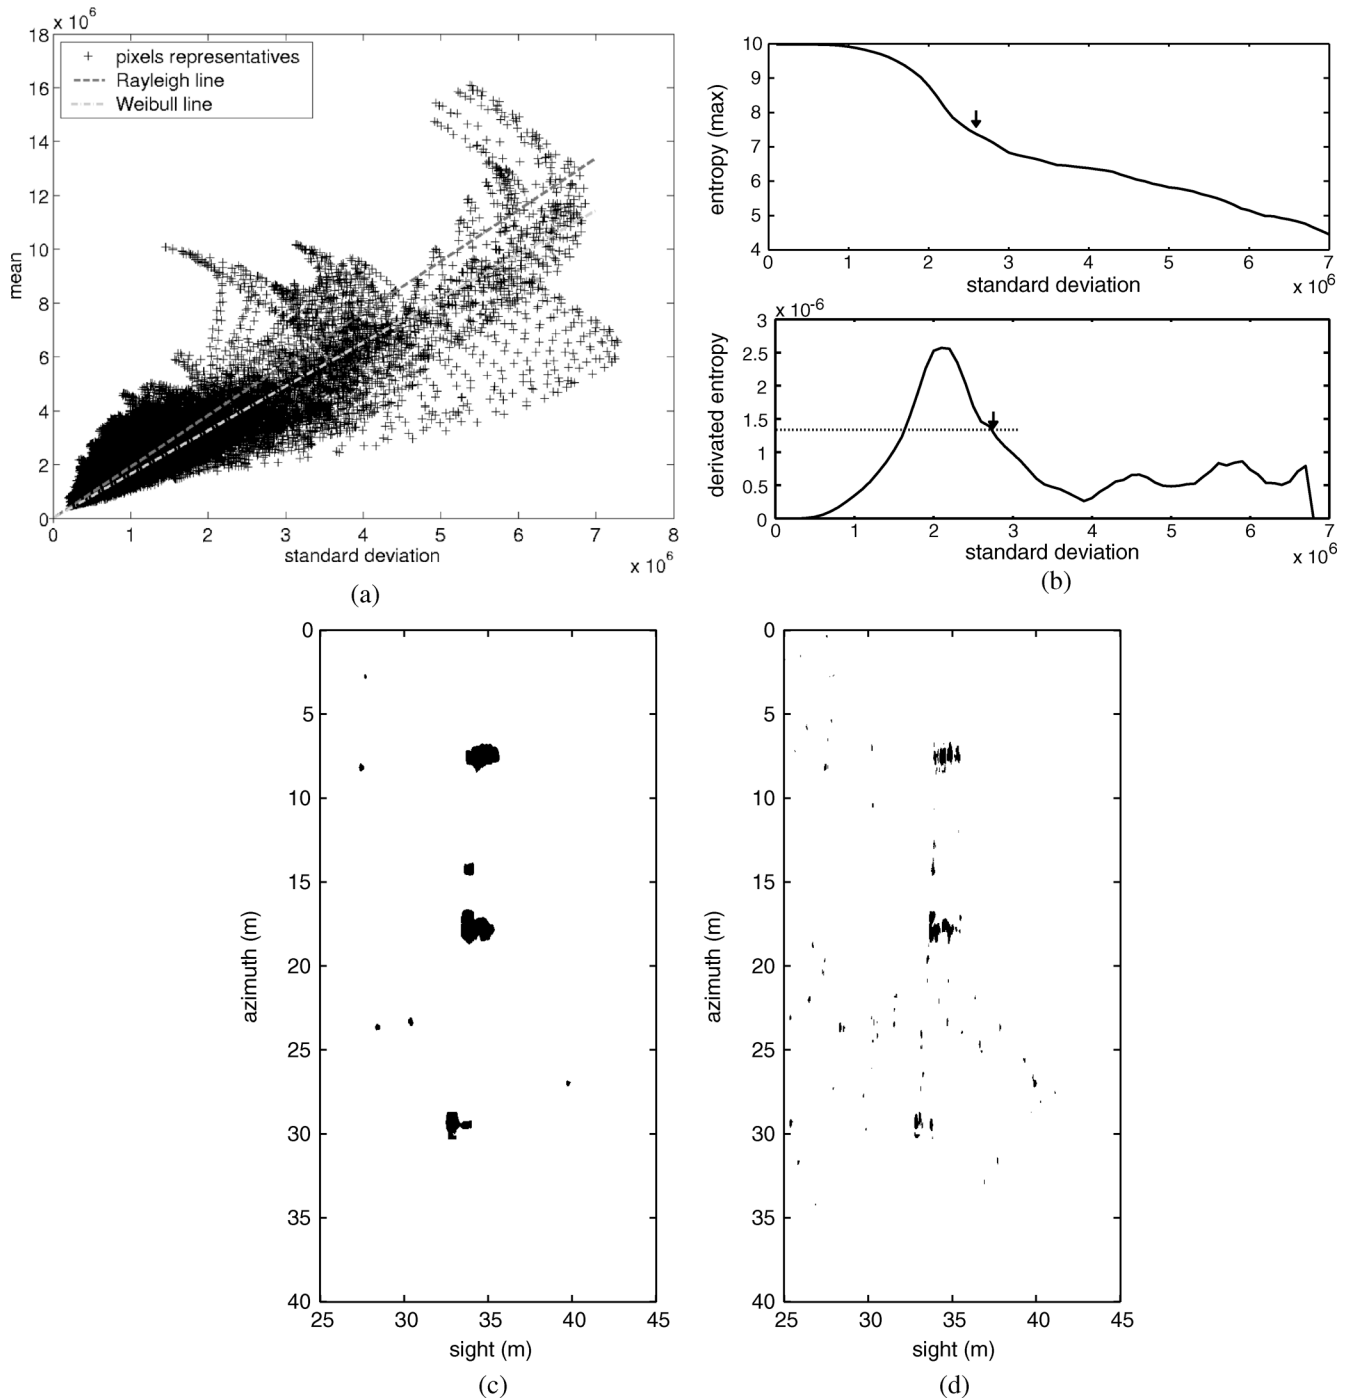 x 10^6
18
16
14
12
10
8
6
4
2
0
mean
pixels representatives
Rayleigh line
Weibull line
0 1 2 3 4 5 6 7 8
standard deviation
x 10^6
(a)
10
9
8
7
6
5
4
entropy (max)
0 1 2 3 4 5 6 7
standard deviation
x 10^6
x 10^-6
3
2.5
2
1.5
1
0.5
0
derivated entropy
0 1 2 3 4 5 6 7
standard deviation
x 10^6
(b)
0
5
10
15
20
25
30
35
40
azimuth (m)
25 30 35 40 45
sight (m)
(c)
0
5
10
15
20
25
30
35
40
azimuth (m)
25 30 35 40 45
sight (m)
(d)